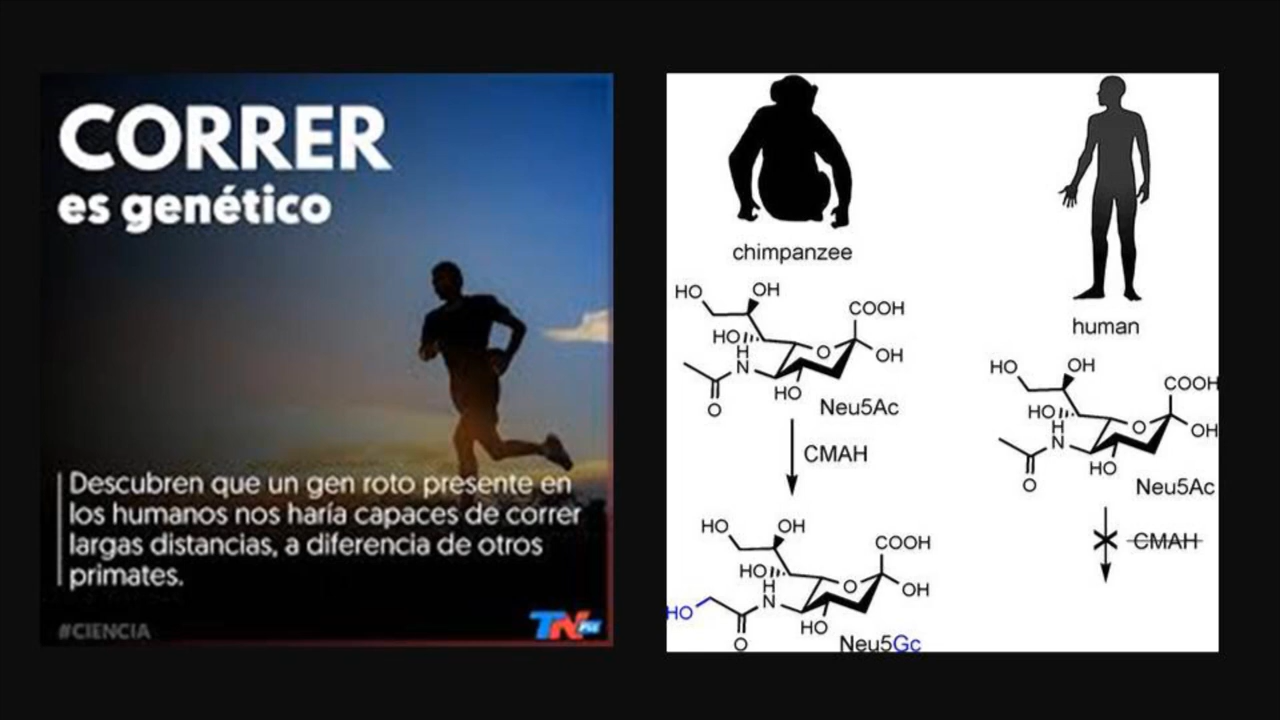 CORRER
es genético
Descubren que un gen roto presente en
los humanos nos haría capaces de correr
largas distancias, a diferencia de otros
primates.
#CIENCIA
TN
chimpanzee
HO
OH
COOH
HO
O
OH
H
N
HO
O
Neu5Ac
CMAH
HO
OH
COOH
HO
O
OH
H
N
HO
HO
O
Neu5Gc
human
HO
OH
COOH
HO
O
OH
H
N
HO
O
Neu5Ac
CMAH